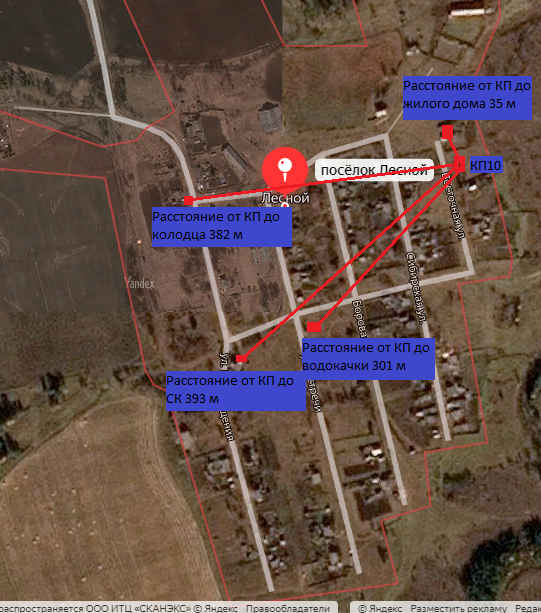 Расстояние от КП до
жилого дома 35 м
КП10
посёлок Лесной
Лесной
Восточная ул.
Расстояние от КП до
колодца 382 м
Сибирская ул.
Yandex
Расстояние от КП до
водокачки 301 м
Расстояние от КП до
СК 393 м
распространяется ООО ИТЦ «СКАНЭКС» © Яндекс Правообладатели
© Яндекс Разместить рекламу Редак